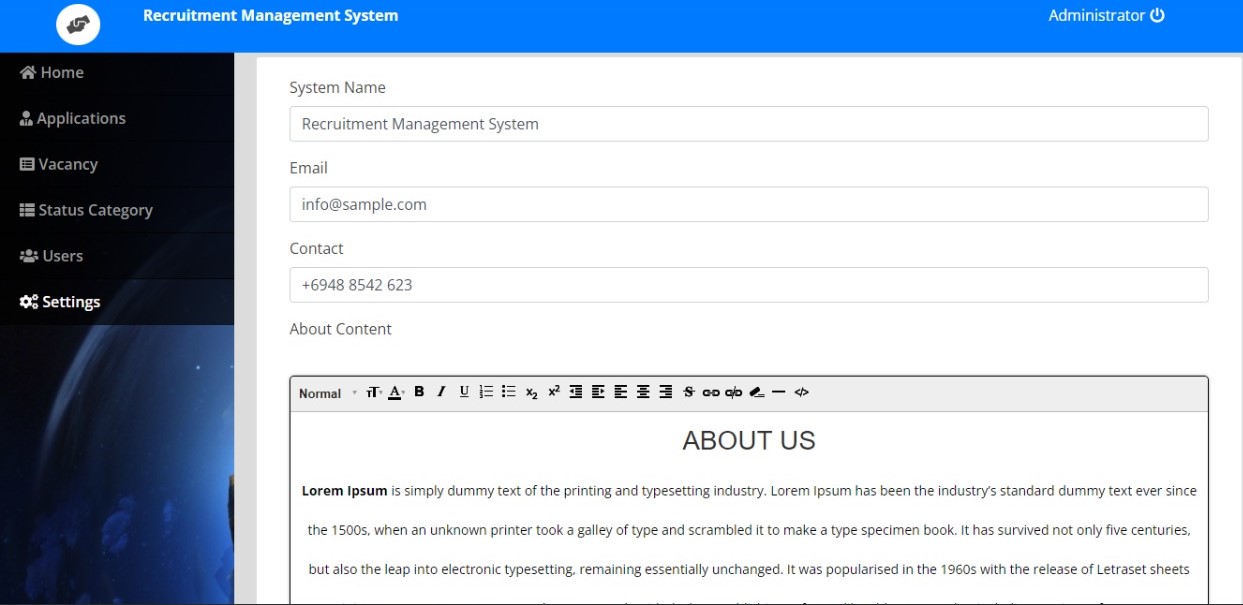 Recruitment Management System
Administrator
Home
Applications
Vacancy
Status Category
Users
Settings
System Name
Recruitment Management System
Email
info@sample.com
Contact
+6948 8542 623
About Content
Normal
ABOUT US
Lorem Ipsum is simply dummy text of the printing and typesetting industry. Lorem Ipsum has been the industry's standard dummy text ever since
the 1500s, when an unknown printer took a galley of type and scrambled it to make a type specimen book. It has survived not only five centuries,
but also the leap into electronic typesetting, remaining essentially unchanged. It was popularised in the 1960s with the release of Letraset sheets